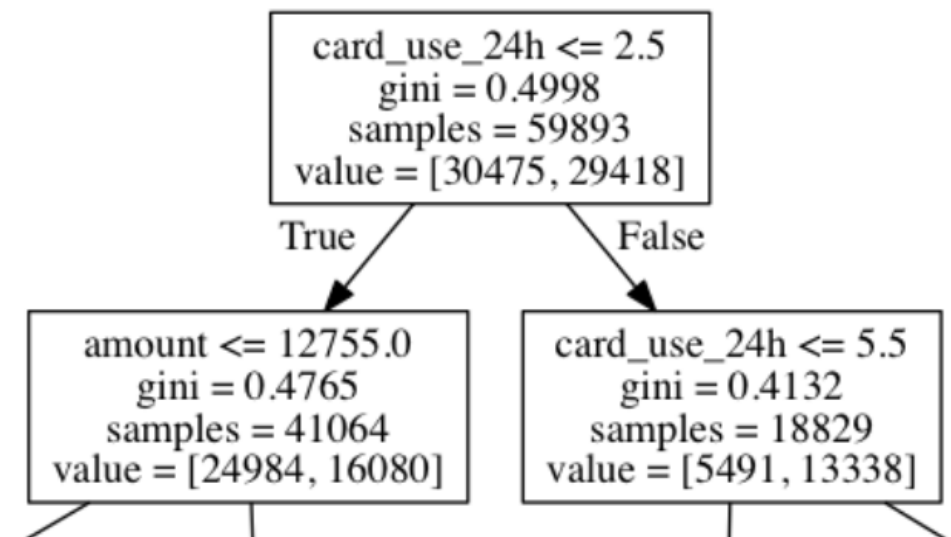 card_use_24h <= 2.5
gini = 0.4998
samples = 59893
value = [30475, 29418]
True
False
amount <= 12755.0
gini = 0.4765
samples = 41064
value = [24984, 16080]
card_use_24h <= 5.5
gini = 0.4132
samples = 18829
value = [5491, 13338]